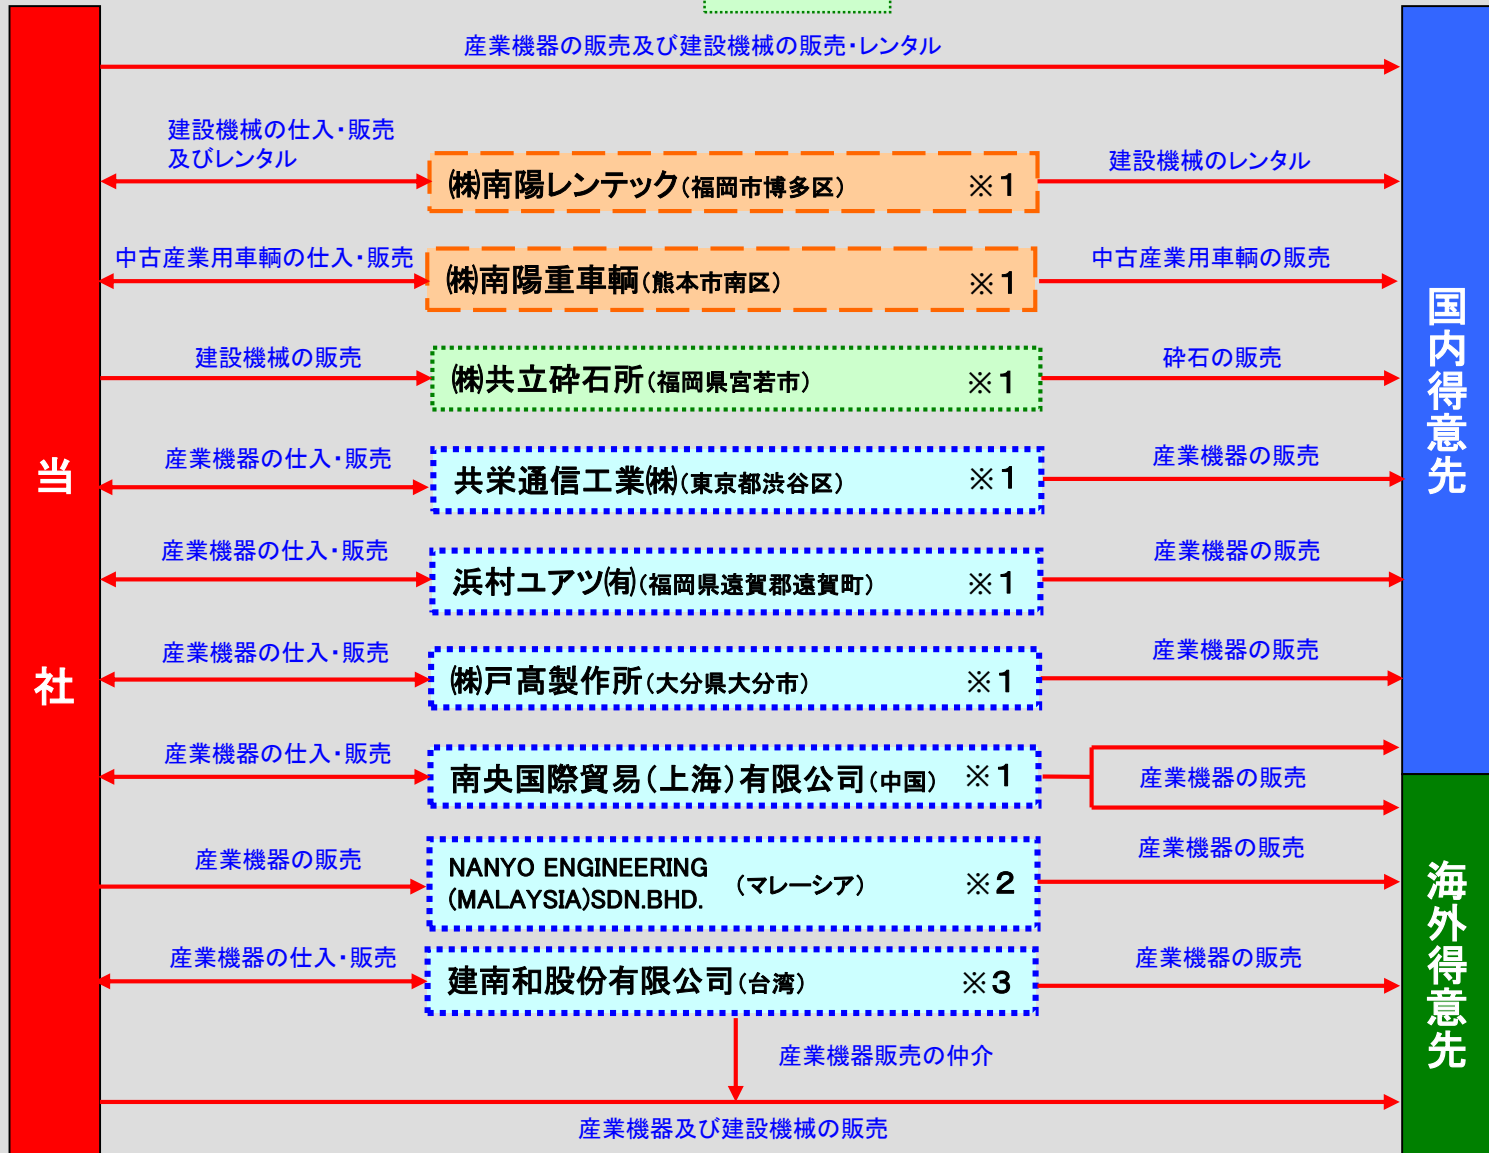 産業機器の販売及び建設機械の販売・レンタル
建設機械の仕入・販売
及びレンタル
㈱南陽レンテック(福岡市博多区) ※1
建設機械のレンタル
中古産業用車輌の仕入・販売
㈱南陽重車輌(熊本市南区) ※1
中古産業用車輌の販売
建設機械の販売
㈱共立砕石所(福岡県宮若市) ※1
砕石の販売
産業機器の仕入・販売
共栄通信工業㈱(東京都渋谷区) ※1
産業機器の販売
産業機器の仕入・販売
浜村ユアツ㈲(福岡県遠賀郡遠賀町) ※1
産業機器の販売
産業機器の仕入・販売
㈱戸髙製作所(大分県大分市) ※1
産業機器の販売
産業機器の仕入・販売
南央国際貿易(上海)有限公司(中国) ※1
産業機器の販売
産業機器の販売
NANYO ENGINEERING
(MALAYSIA)SDN.BHD. (マレーシア) ※2
産業機器の販売
産業機器の仕入・販売
建南和股份有限公司(台湾) ※3
産業機器の販売
産業機器販売の仲介
産業機器及び建設機械の販売
当社
国内得意先
海外得意先